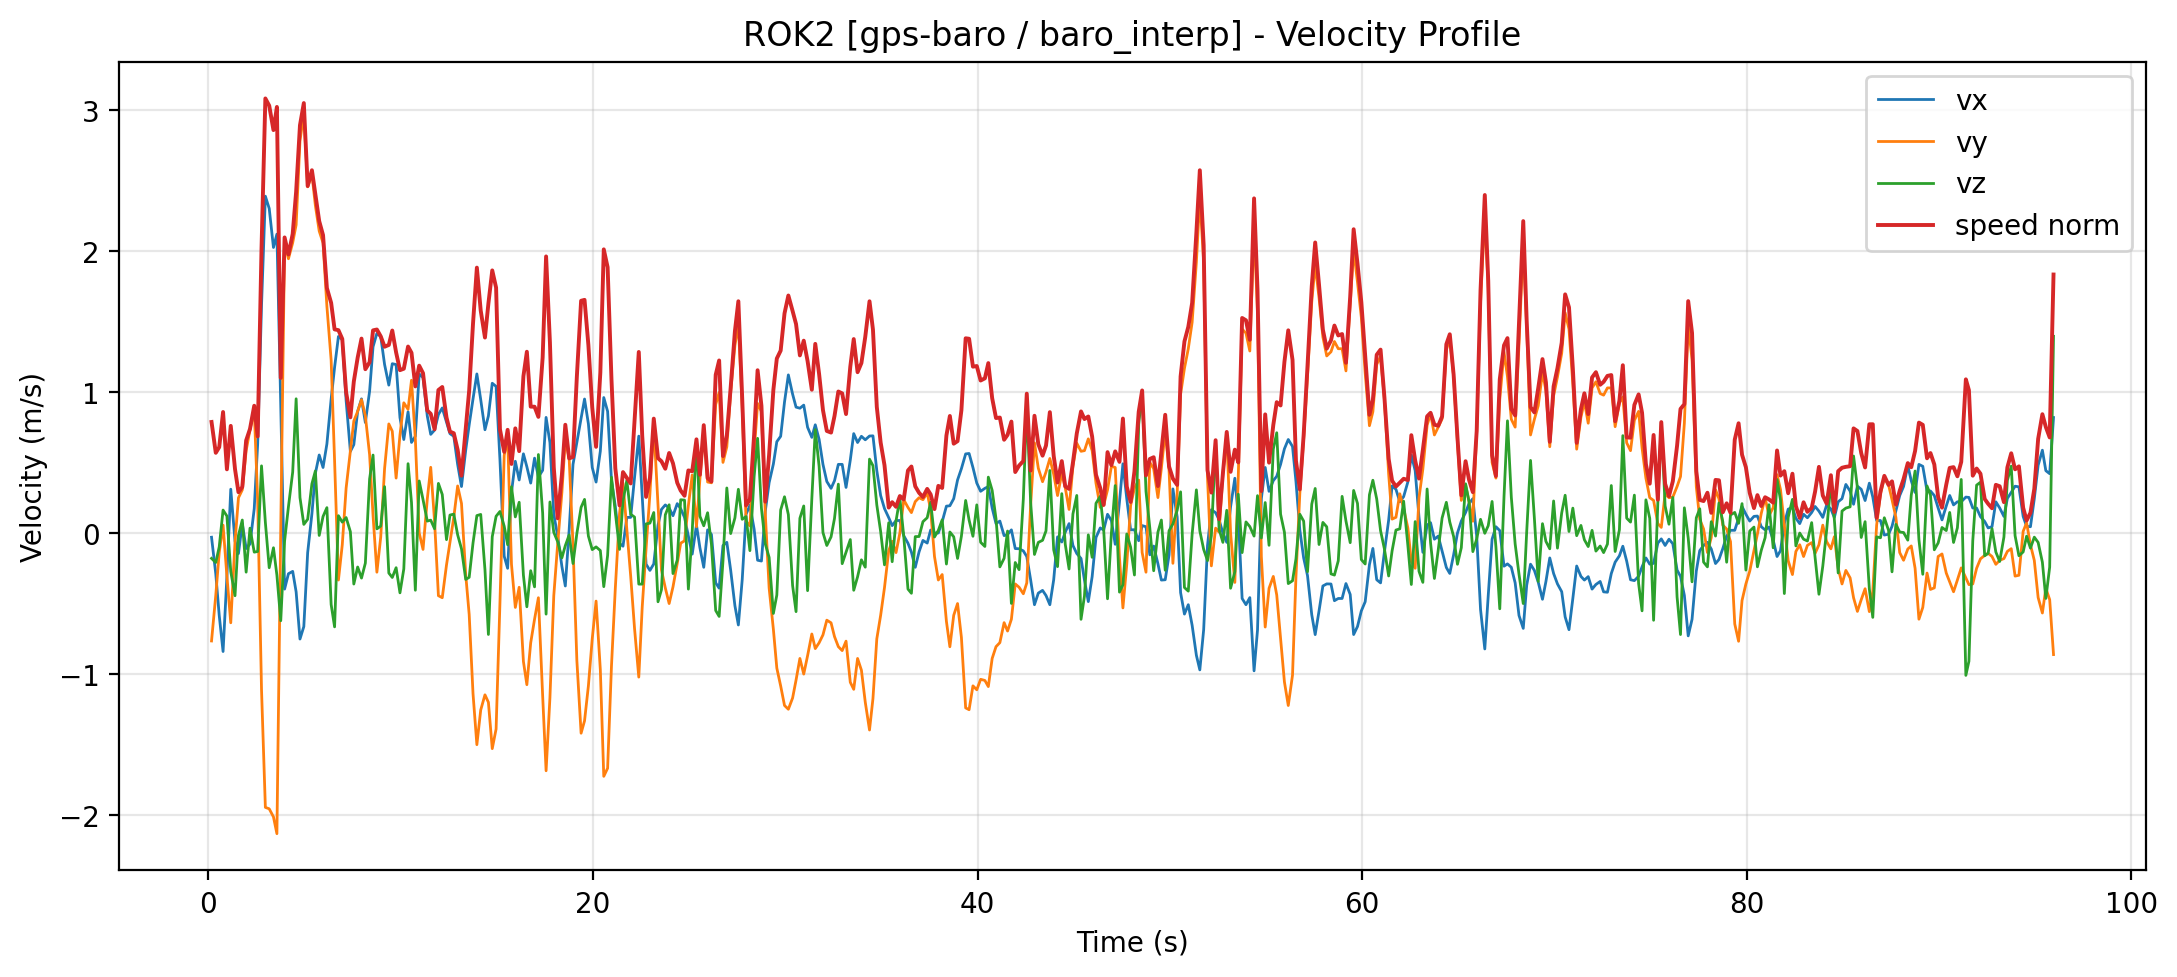 ROK2 [gps-baro / baro_interp] - Velocity Profile
vx
vy
vz
speed norm
Velocity (m/s)
3
2
1
0
−1
−2
0
20
40
60
80
100
Time (s)